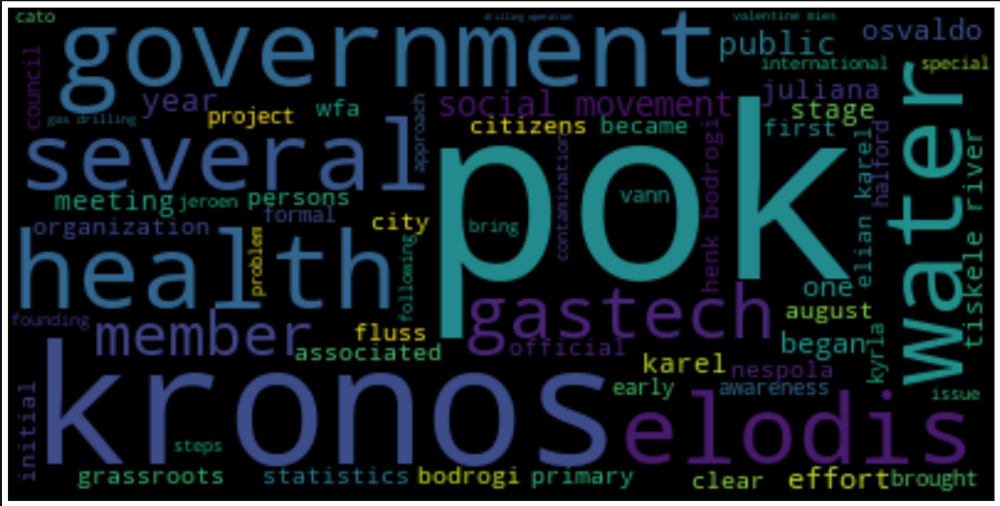 cato
drilling operation
valentine mies
government
public
osvaldo
council
international
special
year
wfa
approach
social movement
juliana
gas drilling
project
citizens
became
stage
first
several
water
halford
elian karel
tiskele river
henk bodrogi
contamination
pok
vann
bring
meeting
jeroen
persons
formal
organization
city
health
problem
following
one
gastech
august
founding
member
fluss
associated
official
began
kyrla
karel
nespola
kronos
early
awareness
issue
elodis
initial
steps
grassroots
statistics
bodrogi
primary
clear
effort
brought